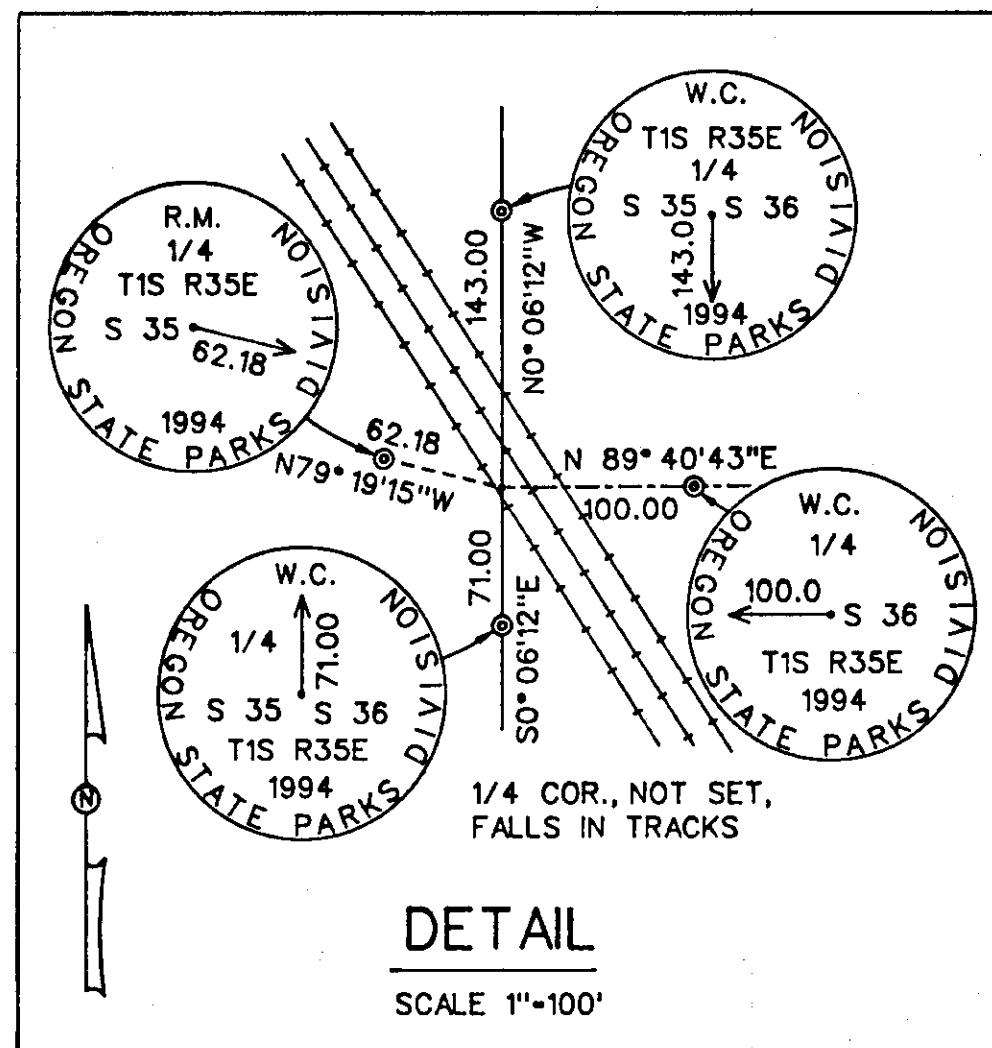 W.C.
T1S R35E
1/4
S 35 S 36
143.0
1994
OREGON STATE PARKS DIVISION
R.M.
1/4
T1S R35E
S 35
62.18
1994
OREGON STATE PARKS DIVISION
143.00
N0° 06'12"W
62.18
N79° 19'15"W
N 89° 40'43"E
100.00
71.00
S0° 06'12"E
W.C.
1/4
71.00
S 35 S 36
T1S R35E
1994
OREGON STATE PARKS DIVISION
W.C.
1/4
100.0
S 36
T1S R35E
1994
OREGON STATE PARKS DIVISION
N
1/4 COR., NOT SET,
FALLS IN TRACKS
DETAIL
SCALE 1"=100'